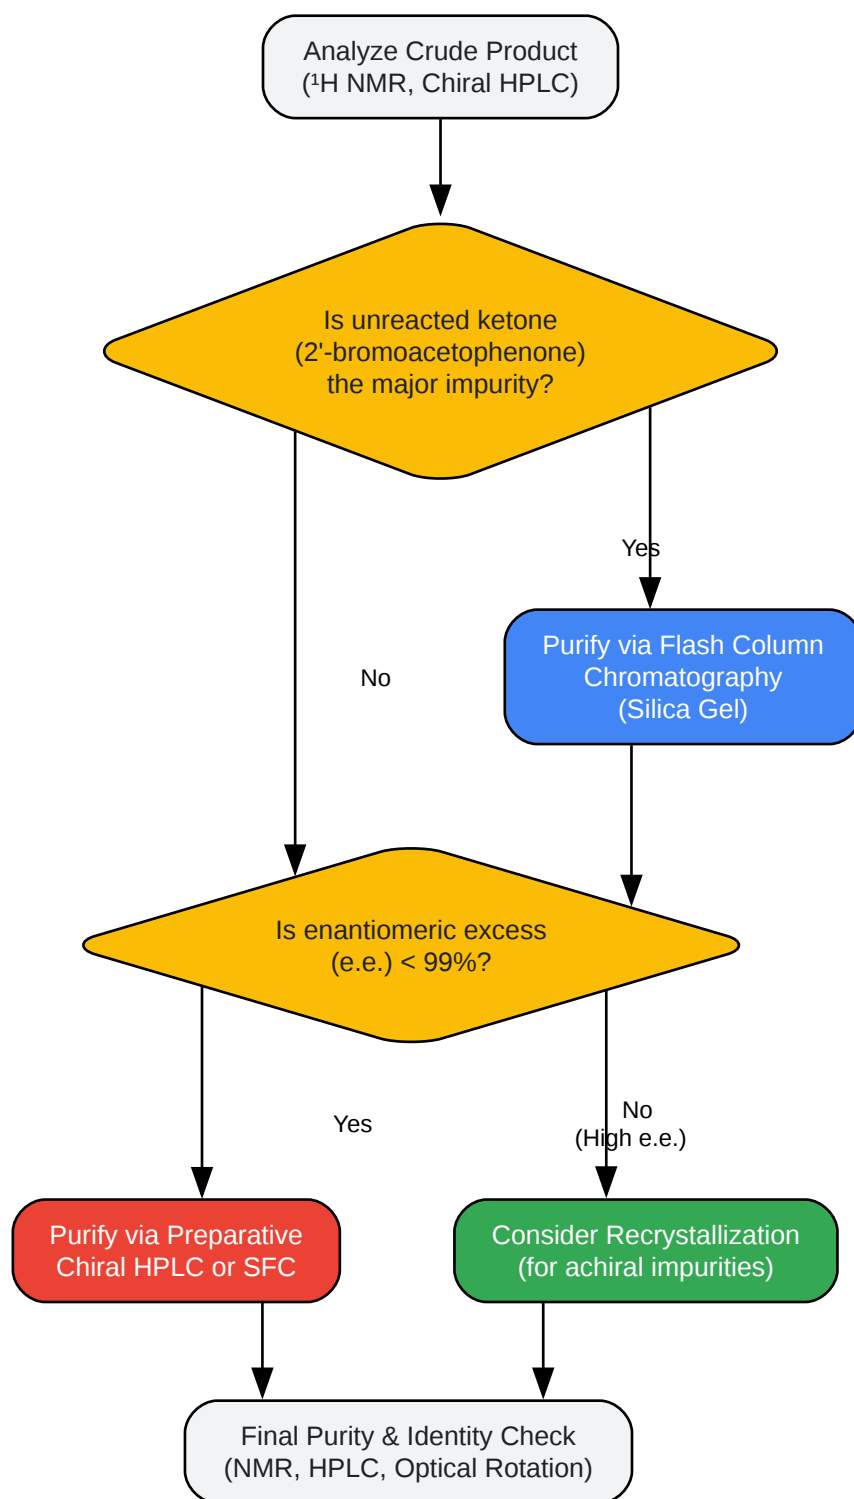 Analyze Crude Product
(¹H NMR, Chiral HPLC)
Is unreacted ketone
(2'-bromoacetophenone)
the major impurity?
Yes
Purify via Flash Column
Chromatography
(Silica Gel)
No
Is enantiomeric excess
(e.e.) < 99%?
Yes
No
(High e.e.)
Purify via Preparative
Chiral HPLC or SFC
Consider Recrystallization
(for achiral impurities)
Final Purity & Identity Check
(NMR, HPLC, Optical Rotation)